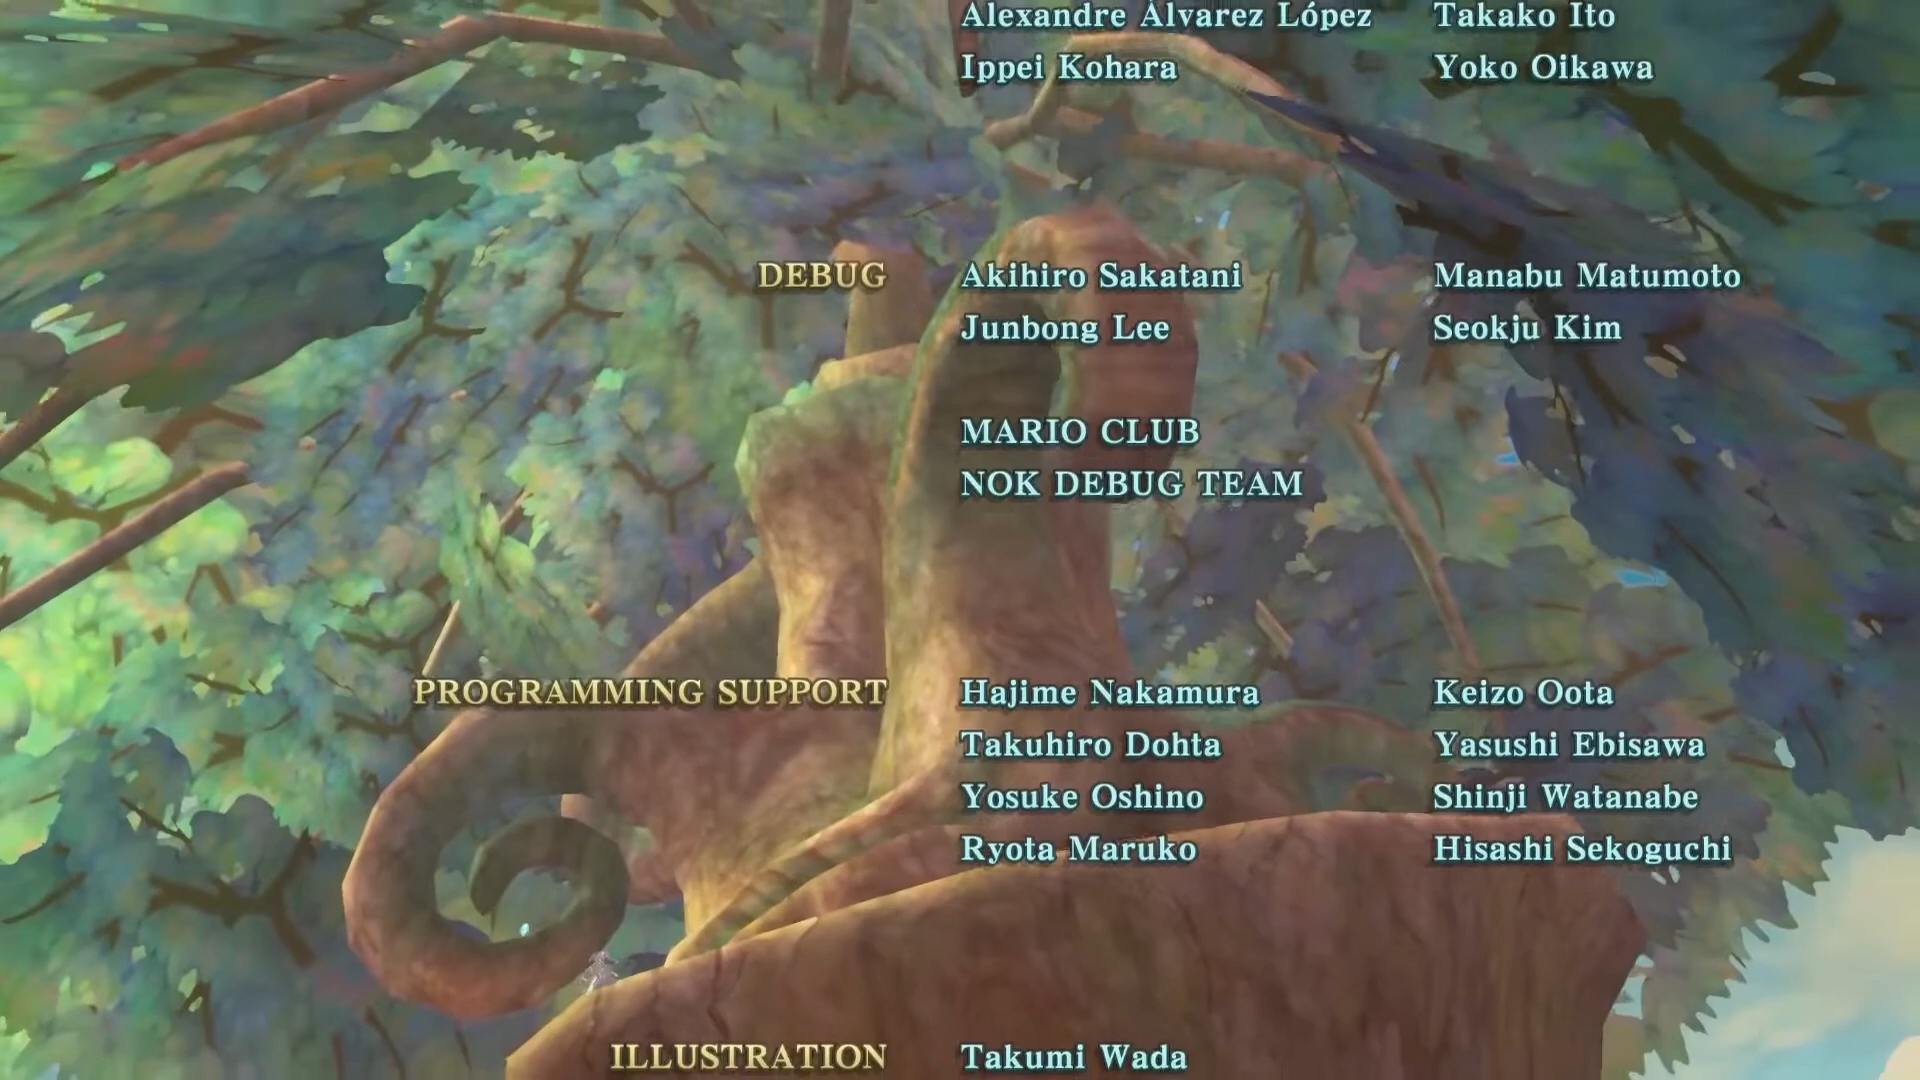 Alexandre Álvarez López Takako Ito
Ippei Kohara Yoko Oikawa
DEBUG Akihiro Sakatani Manabu Matumoto
Junbong Lee Seokju Kim
MARIO CLUB
NOK DEBUG TEAM
PROGRAMMING SUPPORT Hajime Nakamura Keizo Oota
Takuhiro Dohta Yasushi Ebisawa
Yosuke Oshino Shinji Watanabe
Ryota Maruko Hisashi Sekoguchi
ILLUSTRATION Takumi Wada